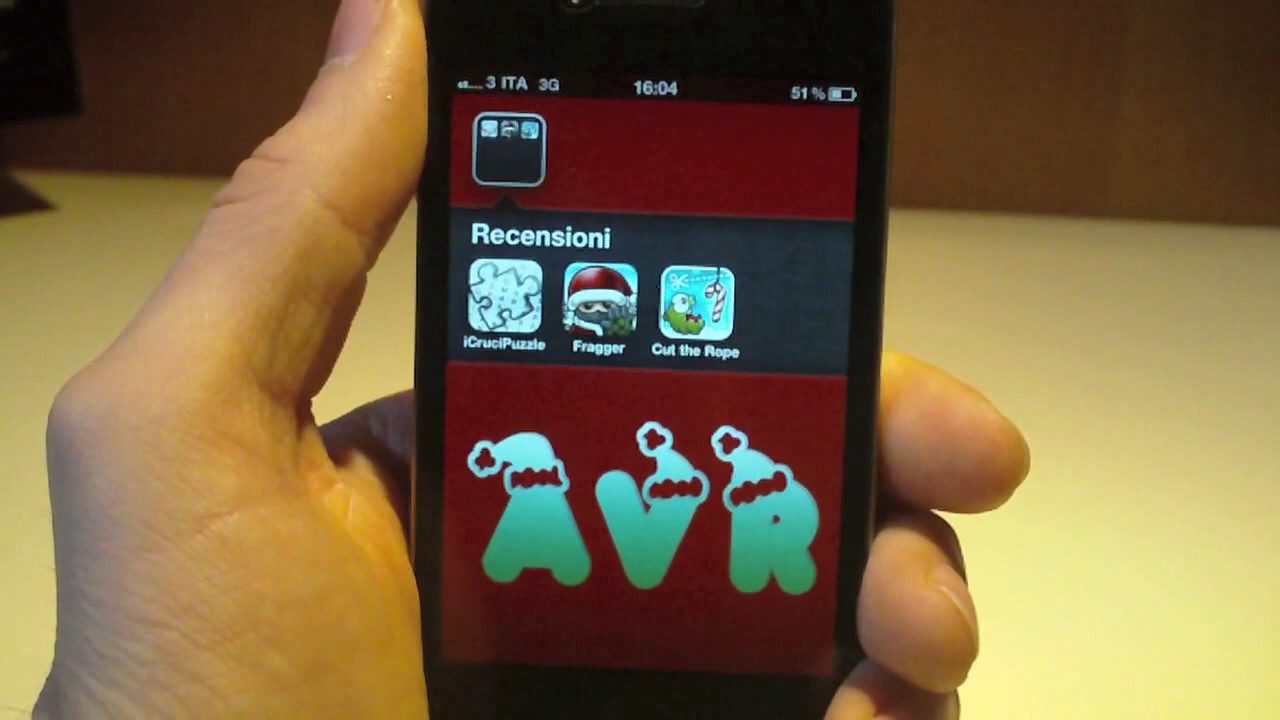 3 ITA 3G 16:04 51 %
Recensioni
iCruciPuzzle Fragger Cut the Rope
AVR